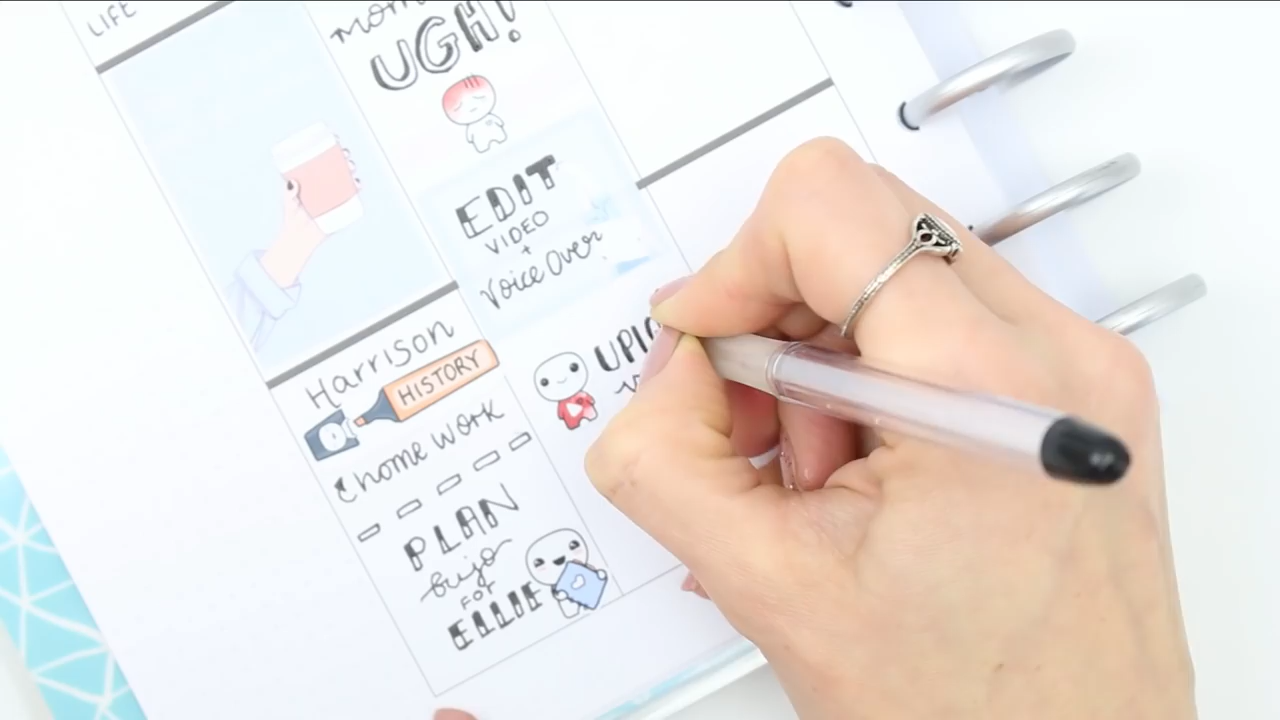 LIFE
UGH!
EDIT
VIDEO
+
Voice Over
Harrison
HISTORY
home work
PLAN
bujo
FOR
ELLIE